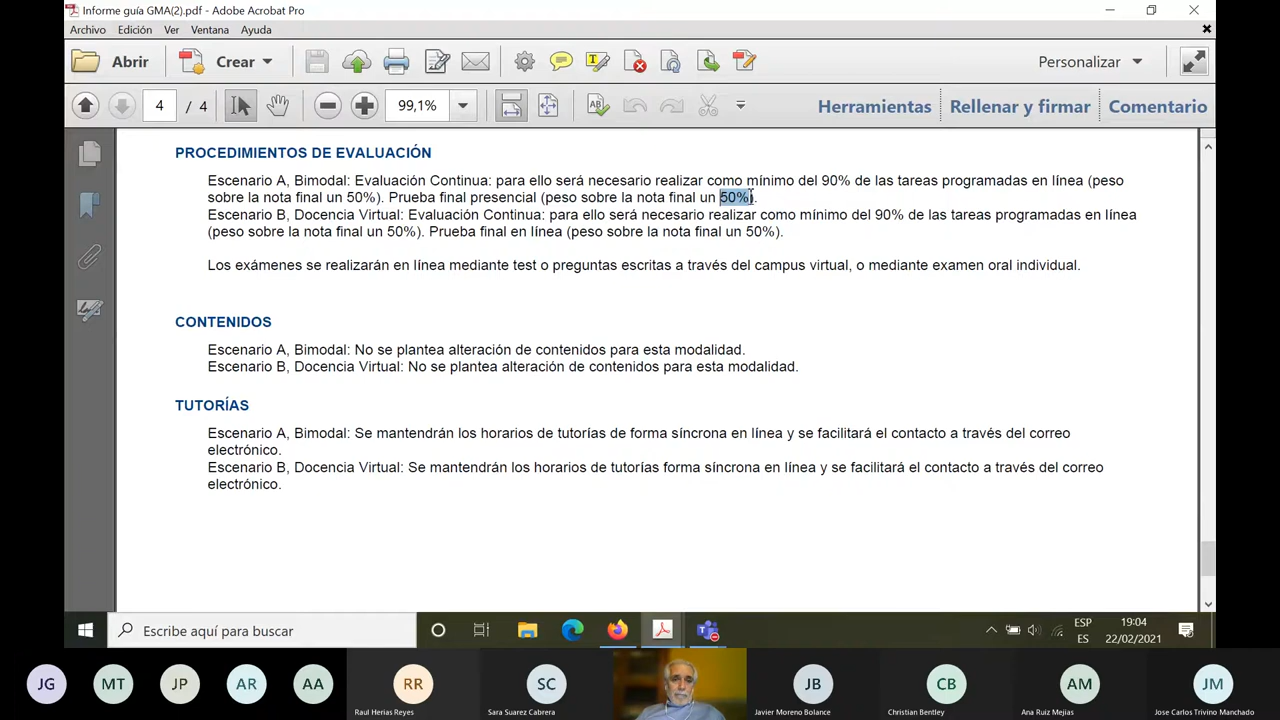 Informe guía GMA(2).pdf - Adobe Acrobat Pro
Archivo Edición Ver Ventana Ayuda
Abrir Crear Personalizar
4 / 4 99,1% Herramientas Rellenar y firmar Comentario
PROCEDIMIENTOS DE EVALUACIÓN
Escenario A, Bimodal: Evaluación Continua: para ello será necesario realizar como mínimo del 90% de las tareas programadas en línea (peso
sobre la nota final un 50%). Prueba final presencial (peso sobre la nota final un 50%).
Escenario B, Docencia Virtual: Evaluación Continua: para ello será necesario realizar como mínimo del 90% de las tareas programadas en línea
(peso sobre la nota final un 50%). Prueba final en línea (peso sobre la nota final un 50%).
Los exámenes se realizarán en línea mediante test o preguntas escritas a través del campus virtual, o mediante examen oral individual.
CONTENIDOS
Escenario A, Bimodal: No se plantea alteración de contenidos para esta modalidad.
Escenario B, Docencia Virtual: No se plantea alteración de contenidos para esta modalidad.
TUTORÍAS
Escenario A, Bimodal: Se mantendrán los horarios de tutorías de forma síncrona en línea y se facilitará el contacto a través del correo
electrónico.
Escenario B, Docencia Virtual: Se mantendrán los horarios de tutorías forma síncrona en línea y se facilitará el contacto a través del correo
electrónico.
Escribe aquí para buscar
ESP
ES
19:04
22/02/2021
JG MT JP AR AA RR SC JB CB AM JM
Raul Herias Reyes Sara Suarez Cabrera Javier Moreno Bolance Christian Bentley Ana Ruiz Mejias Jose Carlos Trivino Manchado